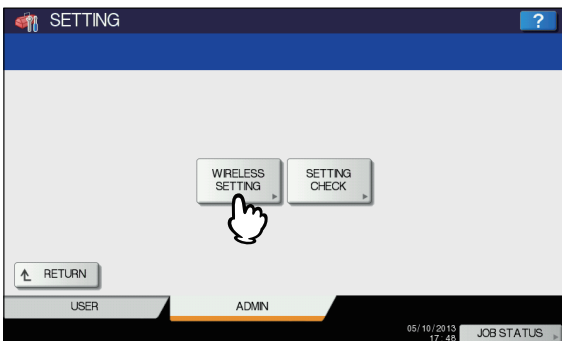 SETTING
?
WIRELESS
SETTING
SETTING
CHECK
RETURN
USER
ADMIN
05/10/2013
17:48
JOB STATUS